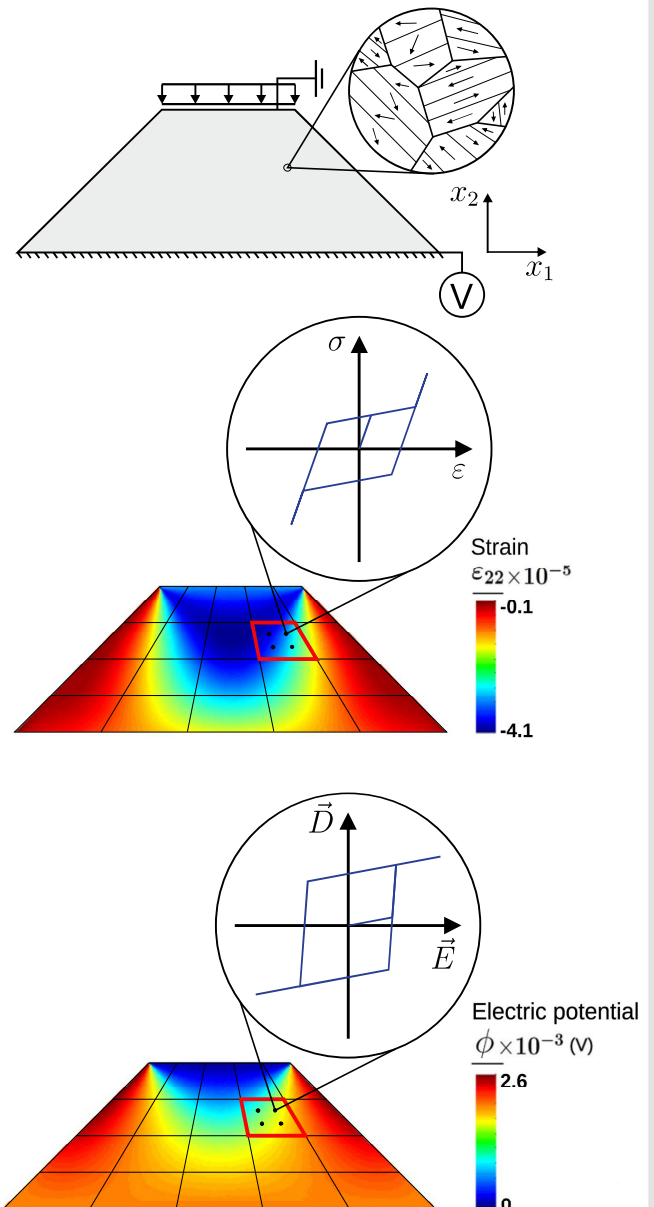 x₂
x₁
V
σ
ε
Strain
ε₂₂×10⁻⁵
-0.1
-4.1
D⃗
E⃗
Electric potential
ϕ×10⁻³ (V)
2.6
0